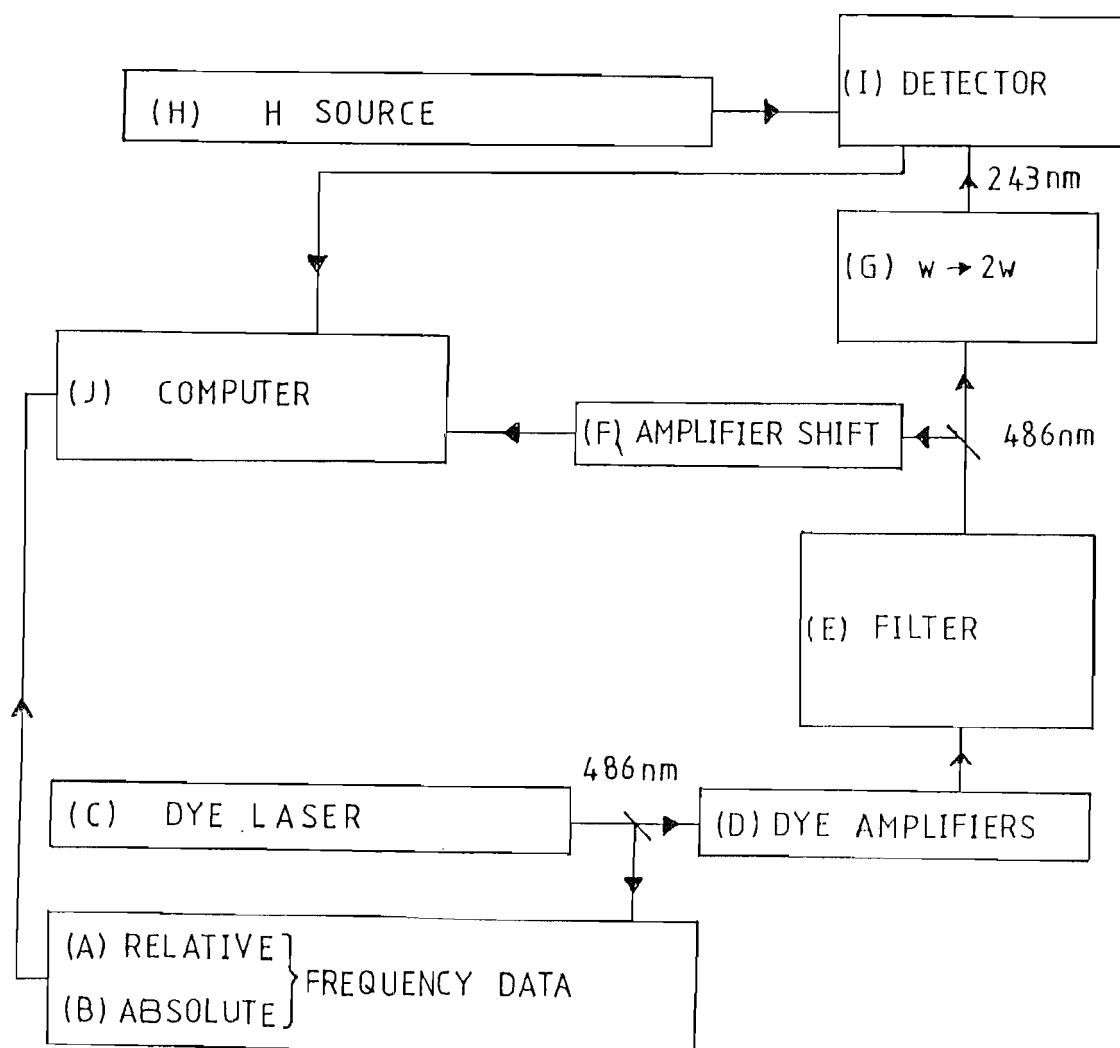 (I) DETECTOR
(H) H SOURCE
243nm
(G) w → 2w
(J) COMPUTER
(F) AMPLIFIER SHIFT
486nm
(E) FILTER
486nm
(C) DYE LASER
(D) DYE AMPLIFIERS
(A) RELATIVE
(B) ABSOLUTE
FREQUENCY DATA